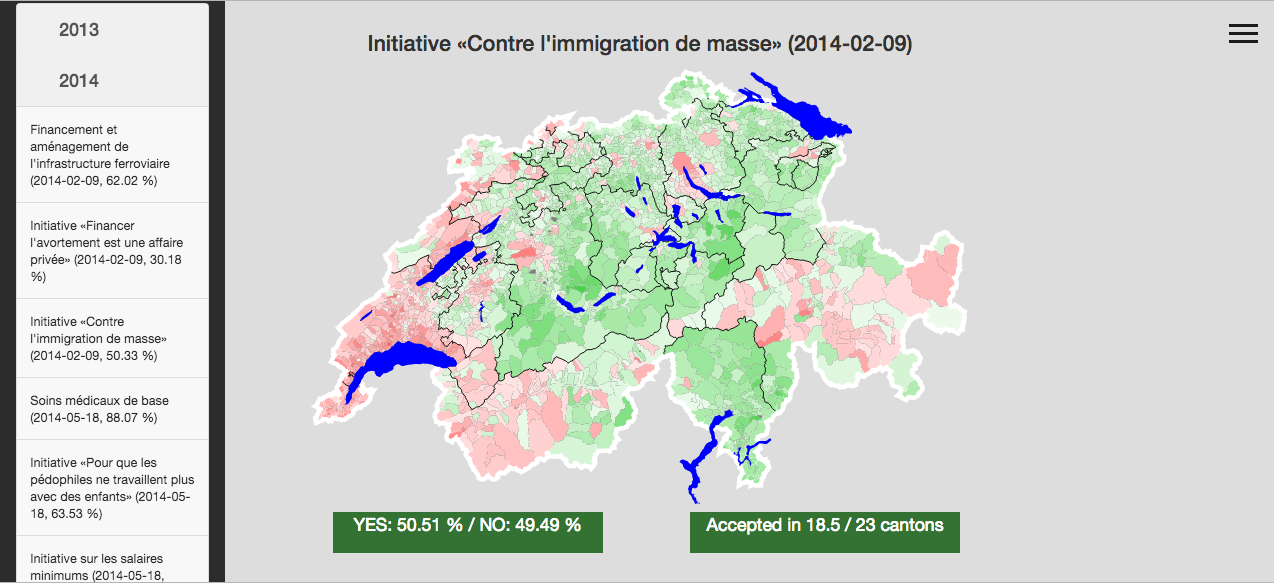 2013
2014
Financement et
aménagement de
l'infrastructure ferroviaire
(2014-02-09, 62.02 %)
Initiative «Financer
l'avortement est une affaire
privée» (2014-02-09, 30.18
%)
Initiative «Contre
l'immigration de masse»
(2014-02-09, 50.33 %)
Soins médicaux de base
(2014-05-18, 88.07 %)
Initiative «Pour que les
pédophiles ne travaillent plus
avec des enfants» (2014-05-
18, 63.53 %)
Initiative sur les salaires
minimums (2014-05-18,
Initiative «Contre l'immigration de masse» (2014-02-09)
YES: 50.51 % / NO: 49.49 %
Accepted in 18.5 / 23 cantons